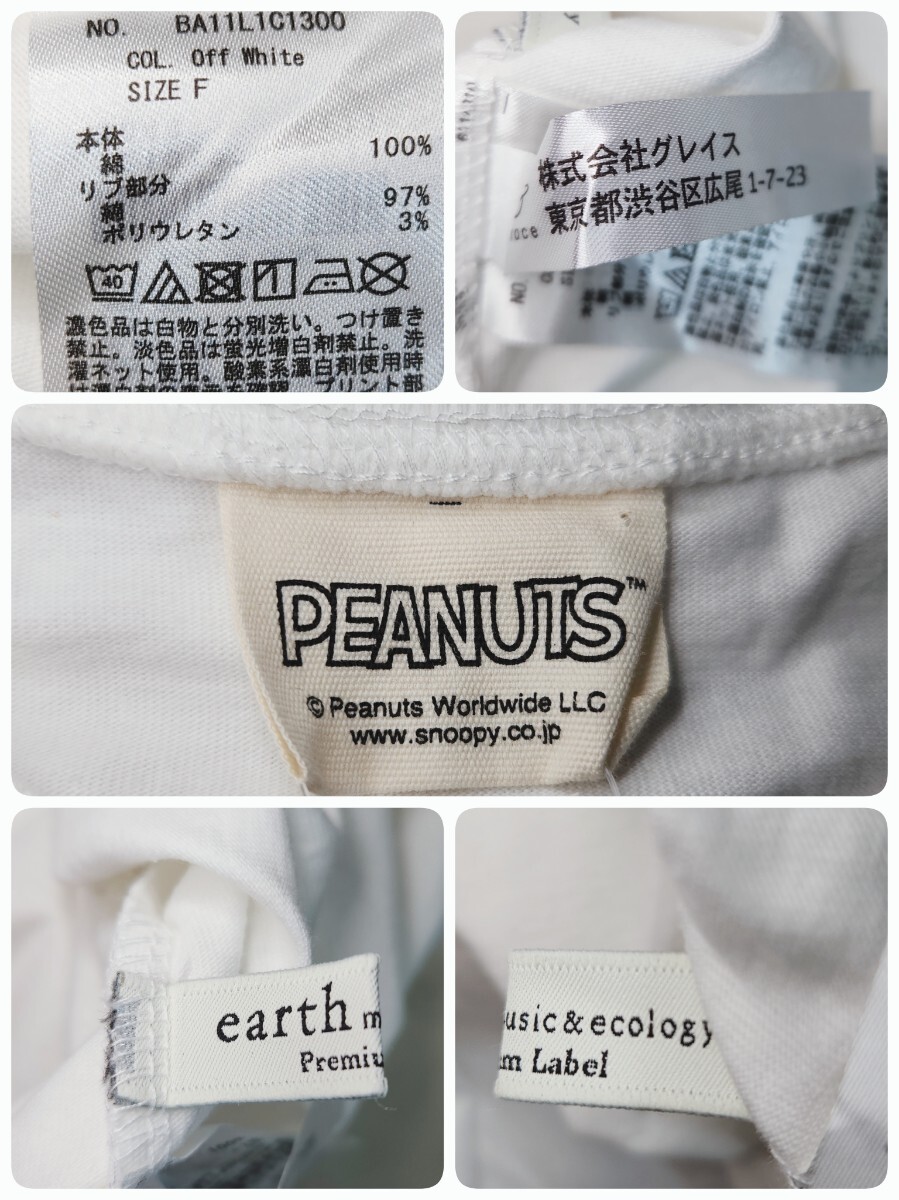 NO. BA11L1C1300
COL. Off White
SIZE F
本体
綿 100%
リブ部分
綿 97%
ポリウレタン 3%
40
1
濃色品は白物と分別洗い。つけ置き
禁止。淡色品は蛍光増白剤禁止。洗
濯ネット使用。酸素系漂白剤使用時
株式会社グレイス
東京都渋谷区広尾1-7-23
NO
PEANUTS™
© Peanuts Worldwide LLC
www.snoopy.co.jp
earth m
Premiu
usic&ecology
m Label